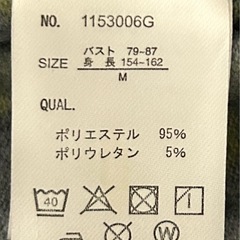 NO. 1153006G
バスト 79-87
SIZE 身長 154-162
M
QUAL.
ポリエステル 95%
ポリウレタン 5%
40
W